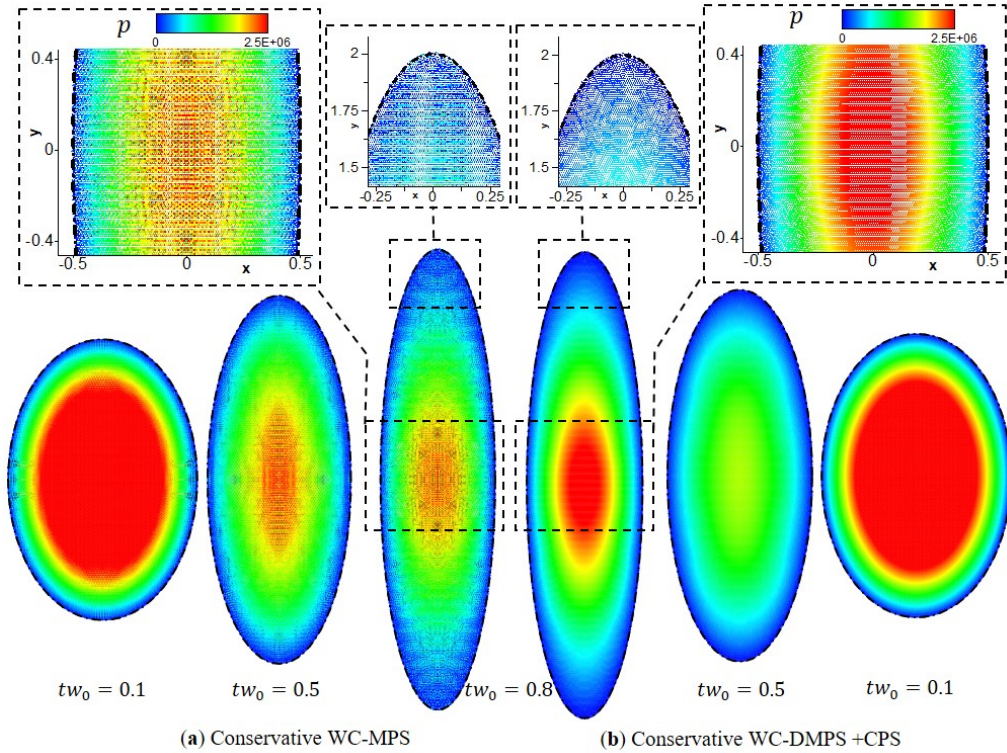 p
0 2.5E+06
0.4
y
0
-0.4
-0.5 0 0.5
x
2
y
1.75
1.5
-0.25 x 0 0.25
2
y
1.75
1.5
-0.25 x 0 0.25
p
0 2.5E+06
0.4
y
0
-0.4
-0.5 0 0.5
x
tw₀ = 0.1 tw₀ = 0.5 tw₀ = 0.8 tw₀ = 0.5 tw₀ = 0.1
(a) Conservative WC-MPS (b) Conservative WC-DMPS +CPS